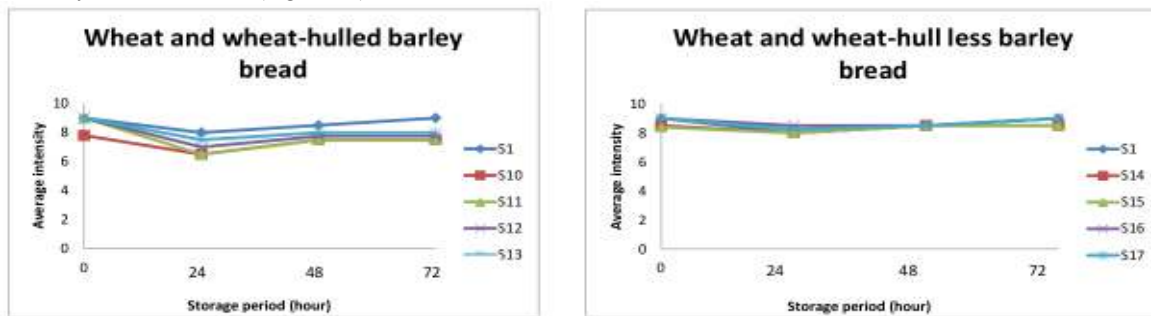 Wheat and wheat-hulled barley
bread
10
8
6
4
2
0
Average intensity
0
24
48
72
Storage period (hour)
S1
S10
S11
S12
S13
Wheat and wheat-hull less barley
bread
10
8
6
4
2
0
Average intensity
0
24
48
72
Storage period (hour)
S1
S14
S15
S16
S17